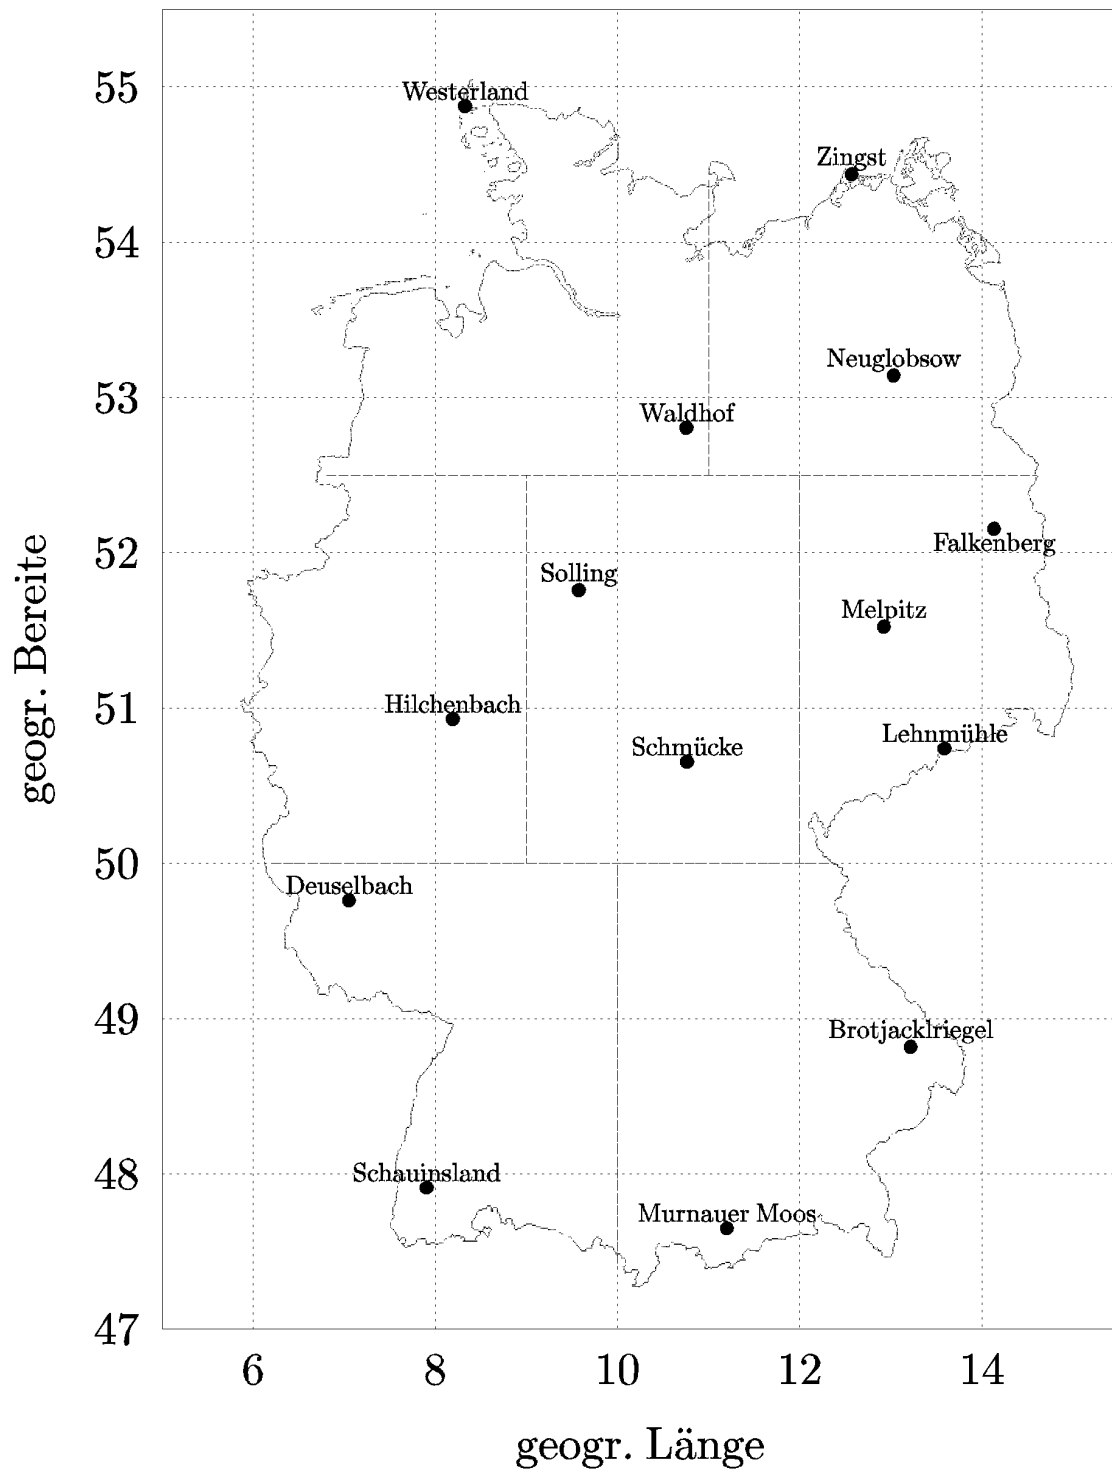 55
Westerland
Zingst
54
Neuglobsow
53
Waldhof
52
Falkenberg
Solling
Melpitz
51
Hilchenbach
Lehnmühle
Schmücke
50
Deuselbach
49
Brotjacklriegel
48
Schauinsland
Murnauer Moos
47
geogr. Bereite
6 8 10 12 14
geogr. Länge